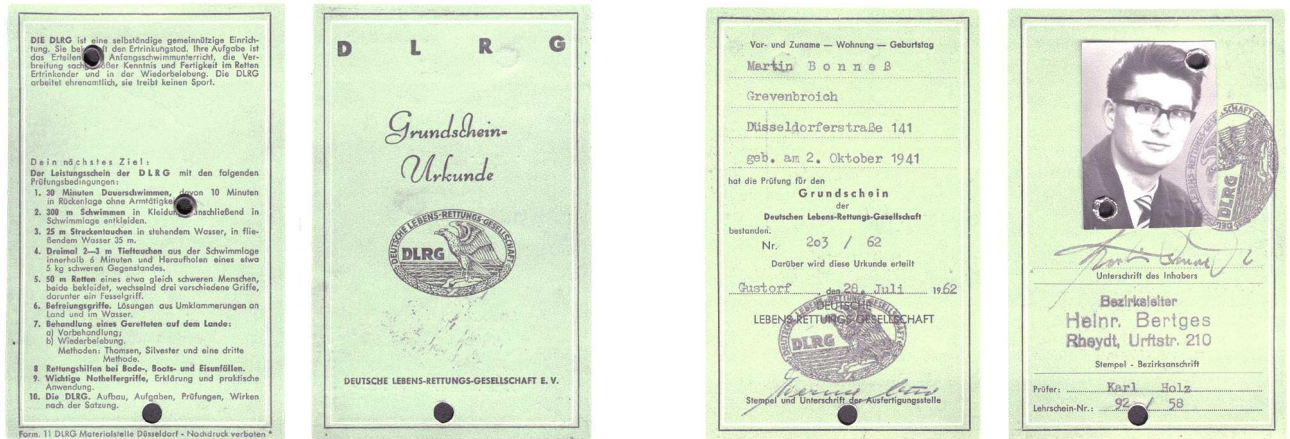 DIE DLRG ist eine selbständige gemeinnützige Einrich-
tung. Sie den Ertrinkungstod. Ihre Aufgabe ist
das Erteilen Anfangsschwimmunterricht, die Ver-
breitung Kenntnis und Fertigkeit im Retten
Ertrinkender und in der Wiederbelebung. Die DLRG
arbeitet ehrenamtlich, sie treibt keinen Sport.
Dein nächstes Ziel:
Der Leistungsschein der DLRG mit den folgenden
Prüfungsbedingungen:
1. 30 Minuten Dauerschwimmen, davon 10 Minuten
in Rückenlage ohne Armtätigkeit
2. 300 m Schwimmen in Kleidung anschließend in
Schwimmlage entkleiden.
3. 25 m Streckentauchen in stehendem Wasser, in flie-
ßendem Wasser 35 m.
4. Dreimal 2—3 m Tieftauchen aus der Schwimmlage
innerhalb 6 Minuten und Heraufholen eines etwa
5 kg schweren Gegenstandes.
5. 50 m Retten eines etwa gleich schweren Menschen,
beide bekleidet, wechselnd drei verschiedene Griffe,
darunter ein Fesselgriff.
6. Befreiungsgriffe. Lösungen aus Umklammerungen an
Land und im Wasser.
7. Behandlung eines Geretteten auf dem Lande:
a) Vorbehandlung;
b) Wiederbelebung.
Methoden: Thomsen, Silvester und eine dritte
Methode.
8 Rettungshilfen bei Bade-, Boots- und Eisunfällen.
9. Wichtige Nothelfergriffe, Erklärung und praktische
Anwendung.
10. Die DLRG. Aufbau, Aufgaben, Prüfungen, Wirken
nach der Satzung.
Form. 11 DLRG Materialstelle Düsseldorf - Nachdruck verboten
D L R G
Grundschein-
Urkunde
DEUTSCHE LEBENS-RETTUNGS-GESELLSCHAFT
DLRG
DEUTSCHE LEBENS-RETTUNGS-GESELLSCHAFT E. V.
Vor- und Zuname — Wohnung — Geburtstag
Martin Bonneß
Grevenbroich
Düsseldorferstraße 141
geb. am 2. Oktober 1941
hat die Prüfung für den
Grundschein
der
Deutschen Lebens-Rettungs-Gesellschaft
bestanden.
Nr. 203 / 62
Darüber wird diese Urkunde erteilt
Gustorf, den 28. Juli 1962
DEUTSCHE
LEBENS-RETTUNGS-GESELLSCHAFT
DLRG
Stempel und Unterschrift der Ausfertigungsstelle
DLRG
Unterschrift des Inhabers
Bezirksleiter
Heinr. Bertges
Rheydt, Urftstr. 210
Stempel - Bezirksanschrift
Prüfer: Karl Holz
Lehrschein-Nr.: 92 / 58